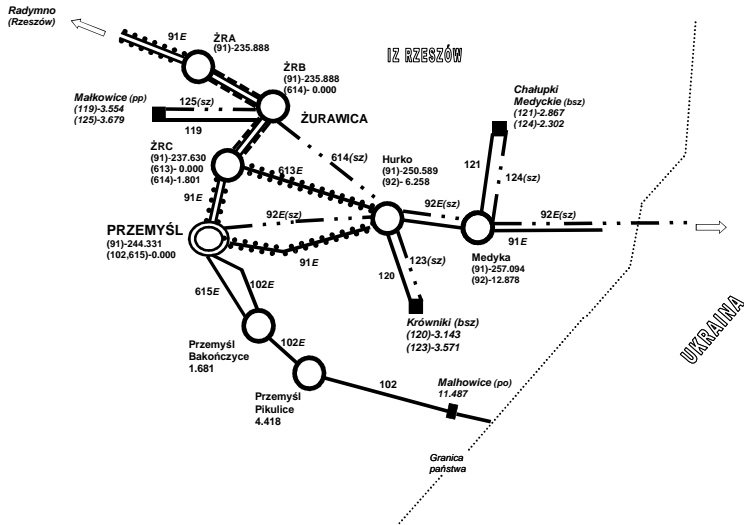 Radymno
(Rzeszów)
91E
ŻRA
(91)-235.888
IZ RZESZÓW
ŻRB
(91)-235.888
(614)- 0.000
Małkowice (pp)
(119)-3.554
(125)-3.679
125(sz)
119
ŻURAWICA
Chałupki
Medyckie (bsz)
(121)-2.867
(124)-2.302
ŻRC
(91)-237.630
(613)- 0.000
(614)-1.801
613E
614(sz)
Hurko
(91)-250.589
(92)- 6.258
121
124(sz)
91E
92E(sz)
92E(sz)
92E(sz)
91E
PRZEMYŚL
(91)-244.331
(102,615)-0.000
91E
Medyka
(91)-257.094
(92)-12.878
120
123(sz)
615E
102E
Krówniki (bsz)
(120)-3.143
(123)-3.571
UKRAINA
Przemyśl
Bakończyce
1.681
102E
Przemyśl
Pikulice
4.418
102
Malhowice (po)
11.487
Granica
państwa